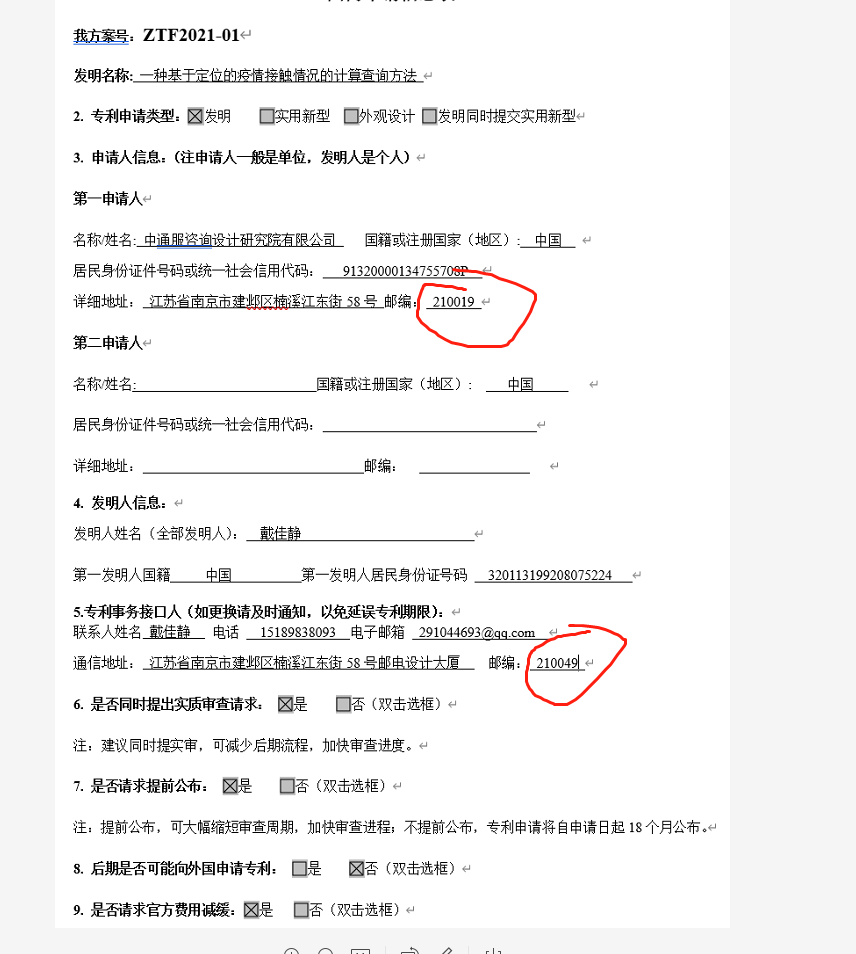 我方案号：ZTF2021-01
发明名称: 一种基于定位的疫情接触情况的计算查询方法
2. 专利申请类型：☒发明 □实用新型 □外观设计 □发明同时提交实用新型
3. 申请人信息：（注申请人一般是单位，发明人是个人）
第一申请人
名称/姓名: 中通服咨询设计研究院有限公司 国籍或注册国家（地区）: 中国
居民身份证件号码或统一社会信用代码： 91320000134755708P
详细地址： 江苏省南京市建邺区楠溪江东街 58 号 邮编： 210019
第二申请人
名称/姓名: 国籍或注册国家（地区）: 中国
居民身份证件号码或统一社会信用代码：
详细地址： 邮编：
4. 发明人信息：
发明人姓名（全部发明人）： 戴佳静
第一发明人国籍 中国 第一发明人居民身份证号码 320113199208075224
5.专利事务接口人（如更换请及时通知，以免延误专利期限）：
联系人姓名 戴佳静 电话 15189838093 电子邮箱 291044693@qq.com
通信地址： 江苏省南京市建邺区楠溪江东街 58 号邮电设计大厦 邮编： 210049
6. 是否同时提出实质审查请求： ☒是 □否（双击选框）
注：建议同时提实审，可减少后期流程，加快审查进度。
7. 是否请求提前公布： ☒是 □否（双击选框）
注：提前公布，可大幅缩短审查周期，加快审查进程；不提前公布，专利申请将自申请日起 18 个月公布。
8. 后期是否可能向外国申请专利： □是 ☒否（双击选框）
9. 是否请求官方费用减缓：☒是 □否（双击选框）